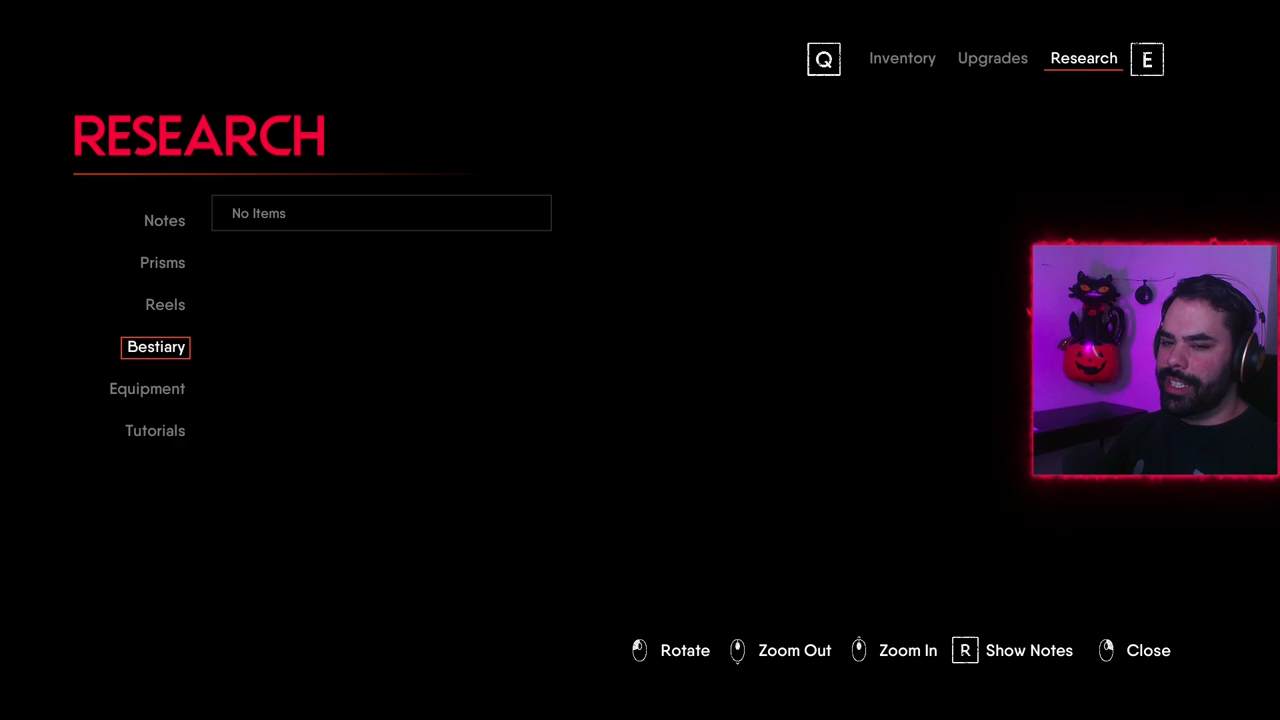 Q Inventory Upgrades Research E
RESEARCH
Notes
No Items
Prisms
Reels
Bestiary
Equipment
Tutorials
Rotate Zoom Out Zoom In R Show Notes Close